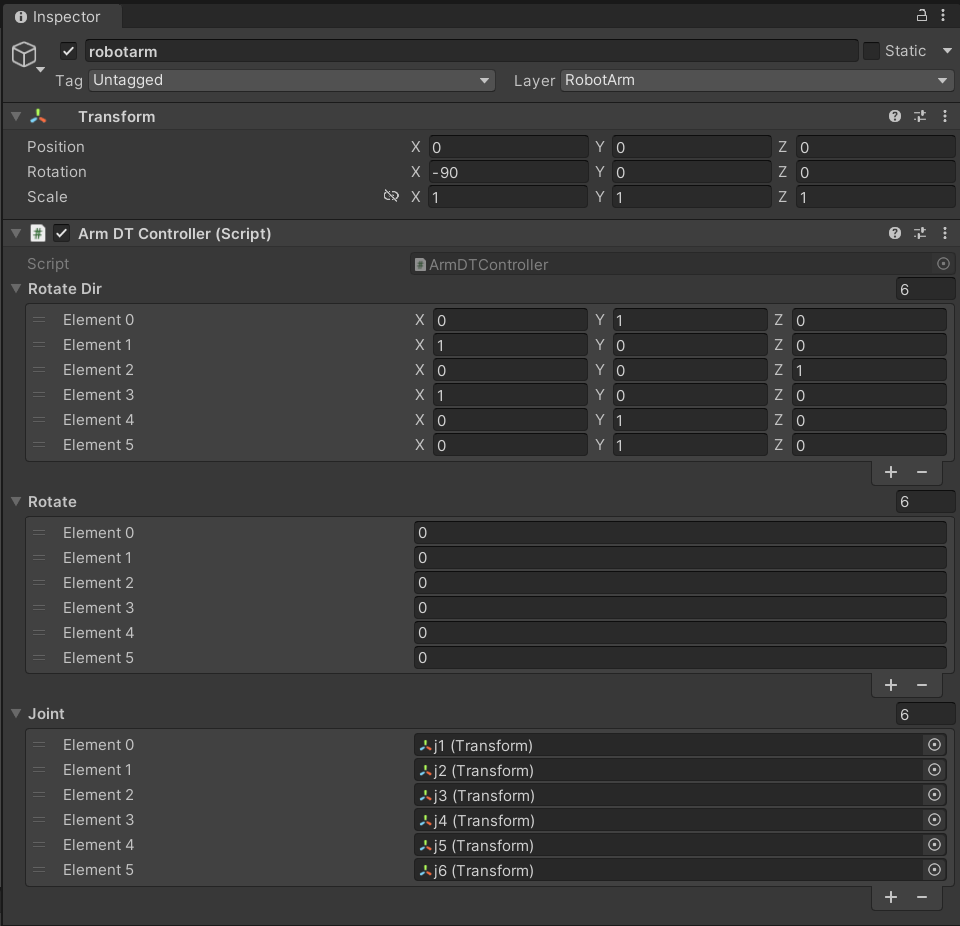 Inspector
robotarm Static
Tag Untagged Layer RobotArm
Transform
Position X 0 Y 0 Z 0
Rotation X -90 Y 0 Z 0
Scale X 1 Y 1 Z 1
# Arm DT Controller (Script)
Script # ArmDTController
Rotate Dir 6
Element 0 X 0 Y 1 Z 0
Element 1 X 1 Y 0 Z 0
Element 2 X 0 Y 0 Z 1
Element 3 X 1 Y 0 Z 0
Element 4 X 0 Y 1 Z 0
Element 5 X 0 Y 1 Z 0
+ −
Rotate 6
Element 0 0
Element 1 0
Element 2 0
Element 3 0
Element 4 0
Element 5 0
+ −
Joint 6
Element 0 j1 (Transform)
Element 1 j2 (Transform)
Element 2 j3 (Transform)
Element 3 j4 (Transform)
Element 4 j5 (Transform)
Element 5 j6 (Transform)
+ −